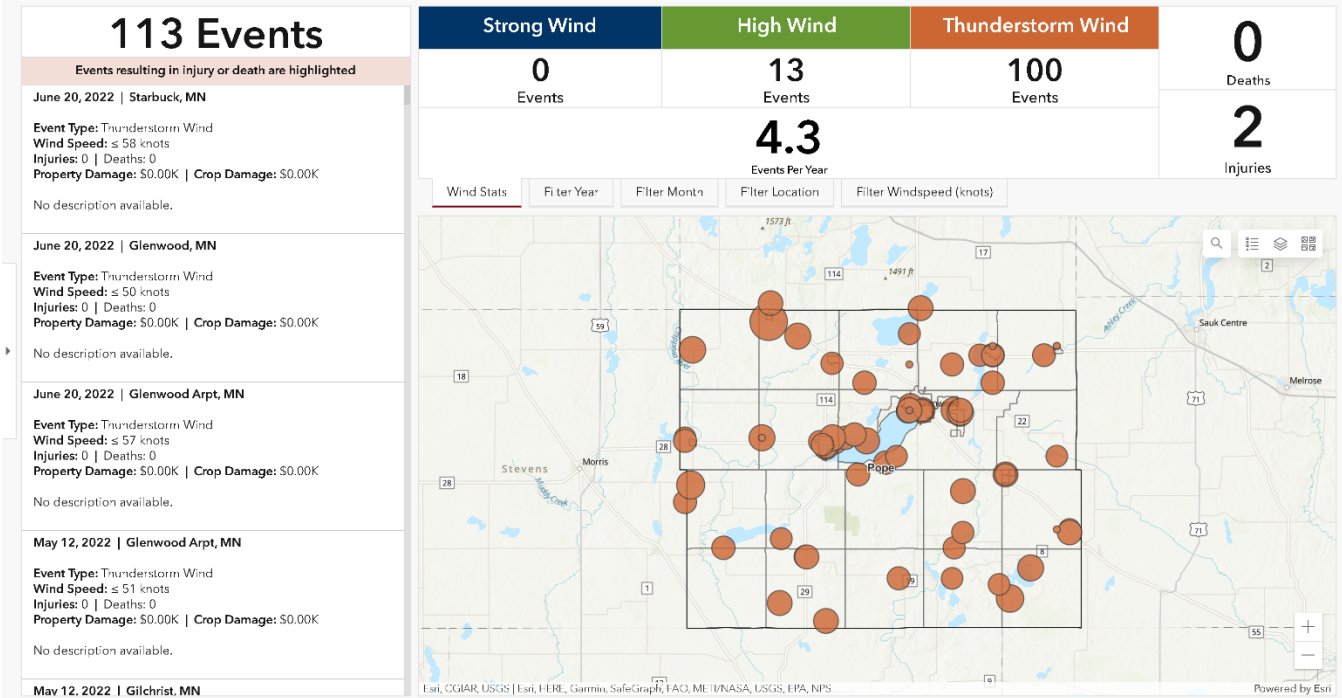 113 Events
Events resulting in injury or death are highlighted
June 20, 2022 | Starbuck, MN
Event Type: Thunderstorm Wind
Wind Speed: ≤ 58 knots
Injuries: 0 | Deaths: 0
Property Damage: $0.00K | Crop Damage: $0.00K
No description available.
June 20, 2022 | Glenwood, MN
Event Type: Thunderstorm Wind
Wind Speed: ≤ 50 knots
Injuries: 0 | Deaths: 0
Property Damage: $0.00K | Crop Damage: $0.00K
No description available.
June 20, 2022 | Glenwood Arpt, MN
Event Type: Thunderstorm Wind
Wind Speed: ≤ 57 knots
Injuries: 0 | Deaths: 0
Property Damage: $0.00K | Crop Damage: $0.00K
No description available.
May 12, 2022 | Glenwood Arpt, MN
Event Type: Thunderstorm Wind
Wind Speed: ≤ 51 knots
Injuries: 0 | Deaths: 0
Property Damage: $0.00K | Crop Damage: $0.00K
No description available.
May 12, 2022 | Gilchrist, MN
Strong Wind
0
Events
High Wind
13
Events
Thunderstorm Wind
100
Events
0
Deaths
2
Injuries
4.3
Events Per Year
Wind Stats
Filter Year
Filter Month
Filter Location
Filter Windspeed (knots)
1573 ft
17
114
1491 ft
2
59
Ashley Creek
Sauk Centre
18
Melrose
114
71
22
28
Morris
Stevens
Pope
28
Muddy Creek
71
8
1
29
9
55
9
Esri, CGIAR, USGS | Esri, HERE, Garmin, SafeGraph, FAO, METI/NASA, USGS, EPA, NPS
Powered by Esri